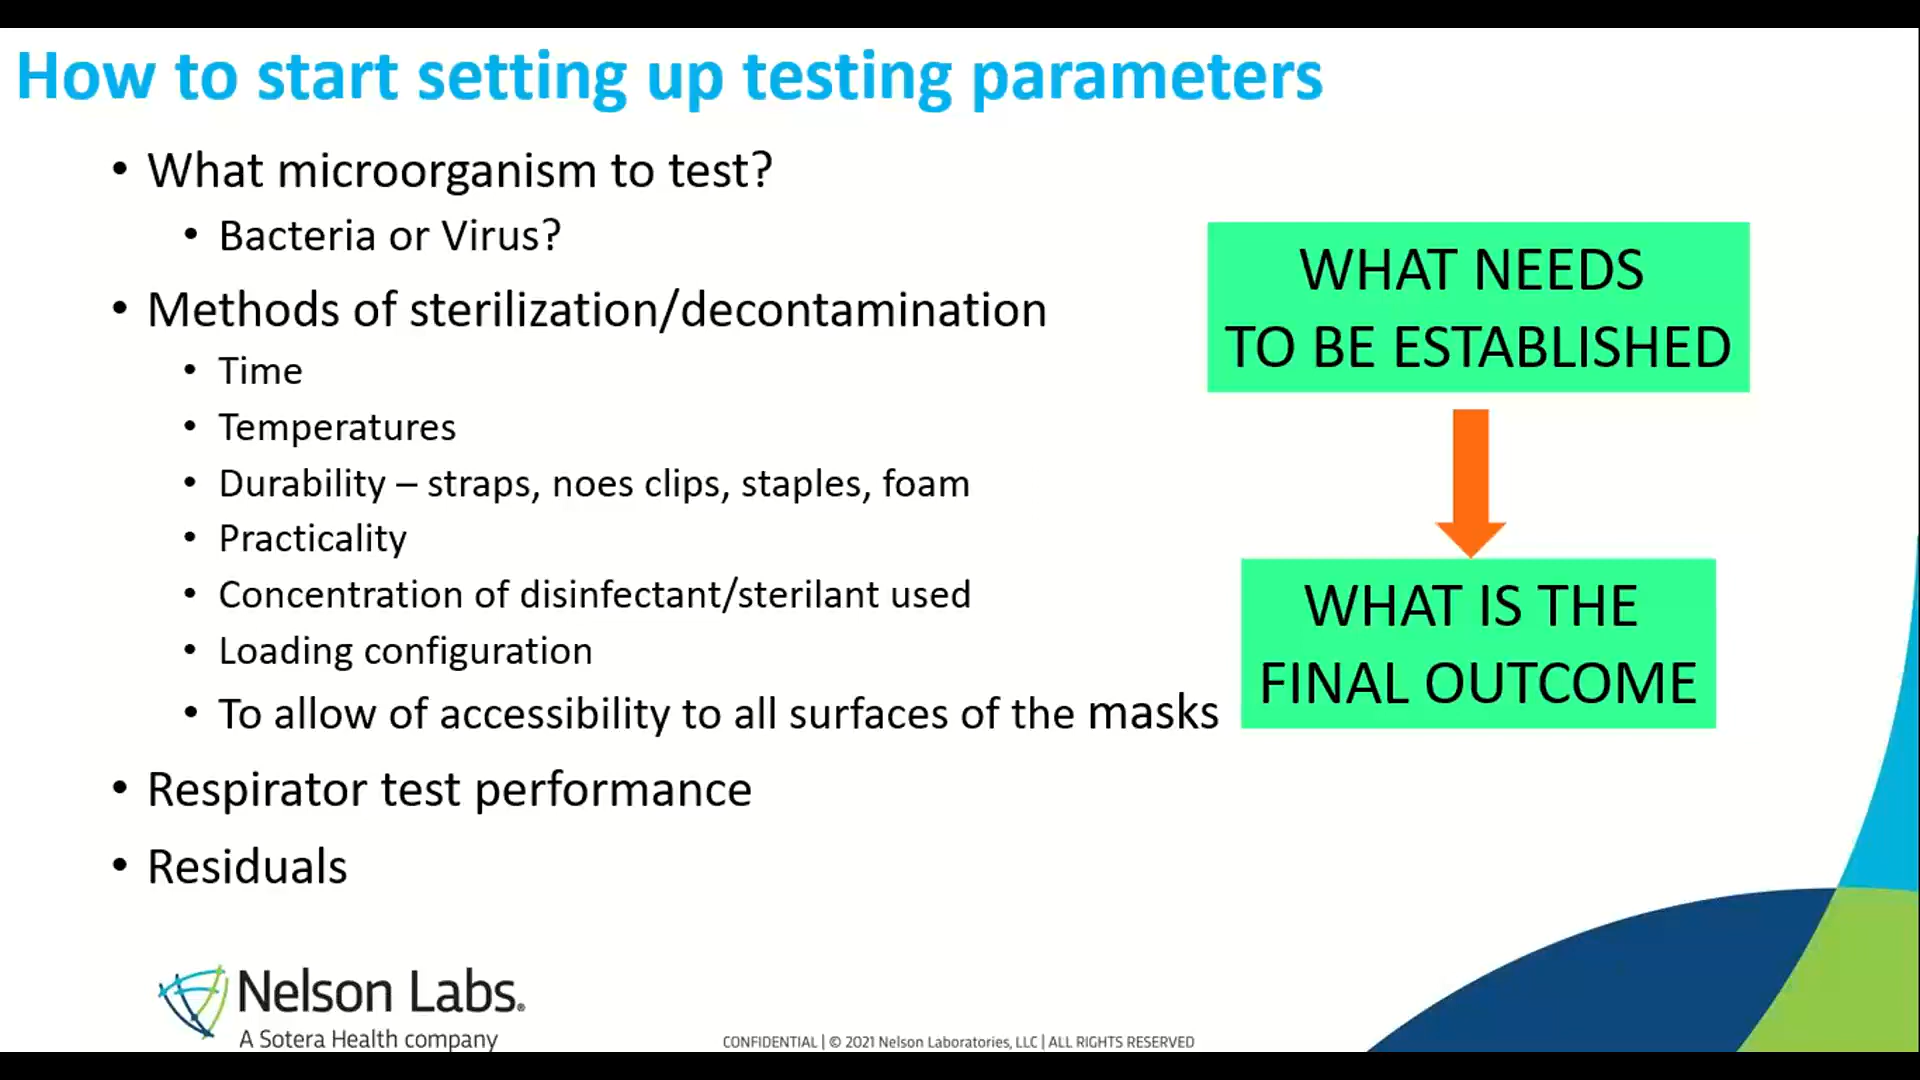 How to start setting up testing parameters
• What microorganism to test?
• Bacteria or Virus?
• Methods of sterilization/decontamination
• Time
• Temperatures
• Durability – straps, noes clips, staples, foam
• Practicality
• Concentration of disinfectant/sterilant used
• Loading configuration
• To allow of accessibility to all surfaces of the masks
• Respirator test performance
• Residuals
WHAT NEEDS
TO BE ESTABLISHED
WHAT IS THE
FINAL OUTCOME
Nelson Labs®
A Sotera Health company
CONFIDENTIAL | © 2021 Nelson Laboratories, LLC | ALL RIGHTS RESERVED